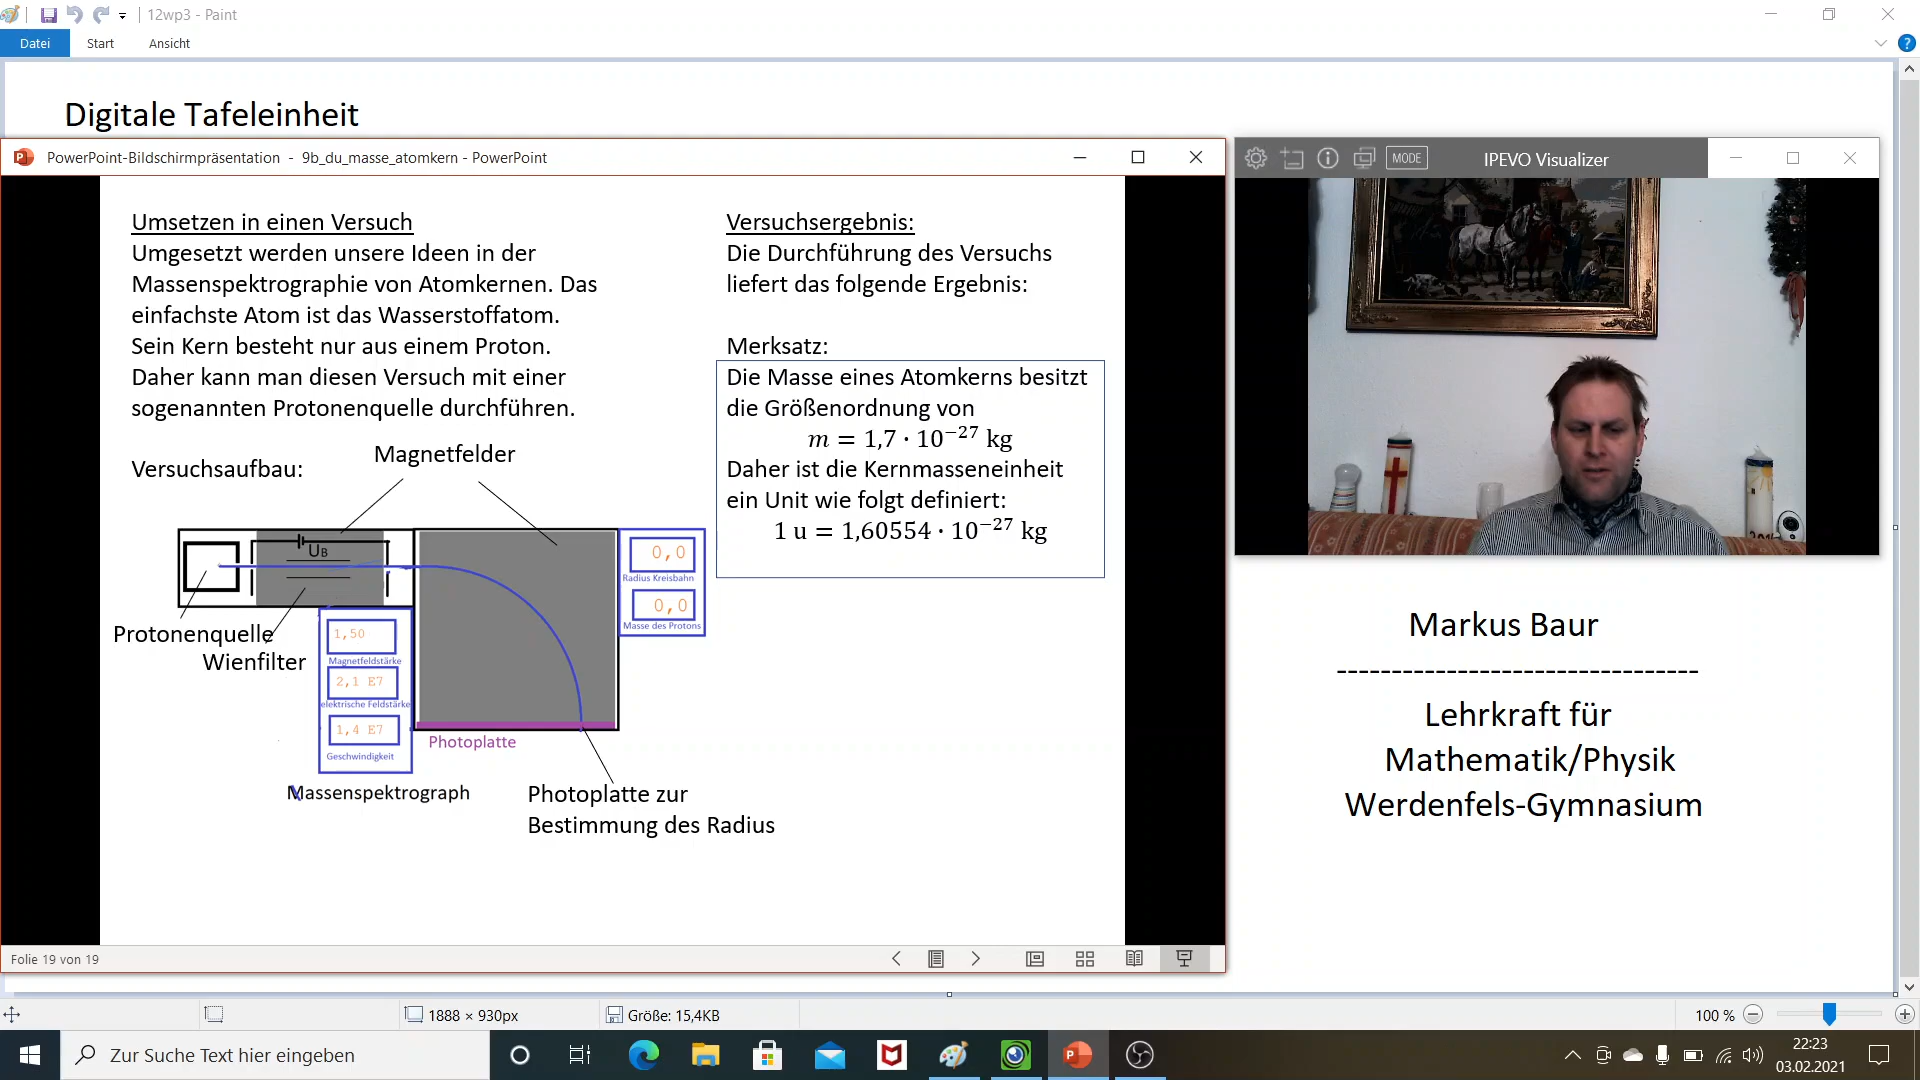 12wp3 - Paint
Datei Start Ansicht
Digitale Tafeleinheit
PowerPoint-Bildschirmpräsentation - 9b_du_masse_atomkern - PowerPoint
Umsetzen in einen Versuch
Umgesetzt werden unsere Ideen in der
Massenspektrographie von Atomkernen. Das
einfachste Atom ist das Wasserstoffatom.
Sein Kern besteht nur aus einem Proton.
Daher kann man diesen Versuch mit einer
sogenannten Protonenquelle durchführen.
Magnetfelder
Versuchsaufbau:
UB
Protonenquelle
Wienfilter
1,50
Magnetfeldstärke
2,1 E7
elektrische Feldstärke
1,4 E7
Geschwindigkeit
0,0
Radius Kreisbahn
0,0
Masse des Protons
Photoplatte
Massenspektrograph
Photoplatte zur
Bestimmung des Radius
Versuchsergebnis:
Die Durchführung des Versuchs
liefert das folgende Ergebnis:
Merksatz:
Die Masse eines Atomkerns besitzt
die Größenordnung von
m = 1,7 · 10⁻²⁷ kg
Daher ist die Kernmasseneinheit
ein Unit wie folgt definiert:
1 u = 1,60554 · 10⁻²⁷ kg
Folie 19 von 19
MODE IPEVO Visualizer
Markus Baur
------------------------------
Lehrkraft für
Mathematik/Physik
Werdenfels-Gymnasium
1888 × 930px Größe: 15,4KB 100 %
Zur Suche Text hier eingeben
22:23
03.02.2021